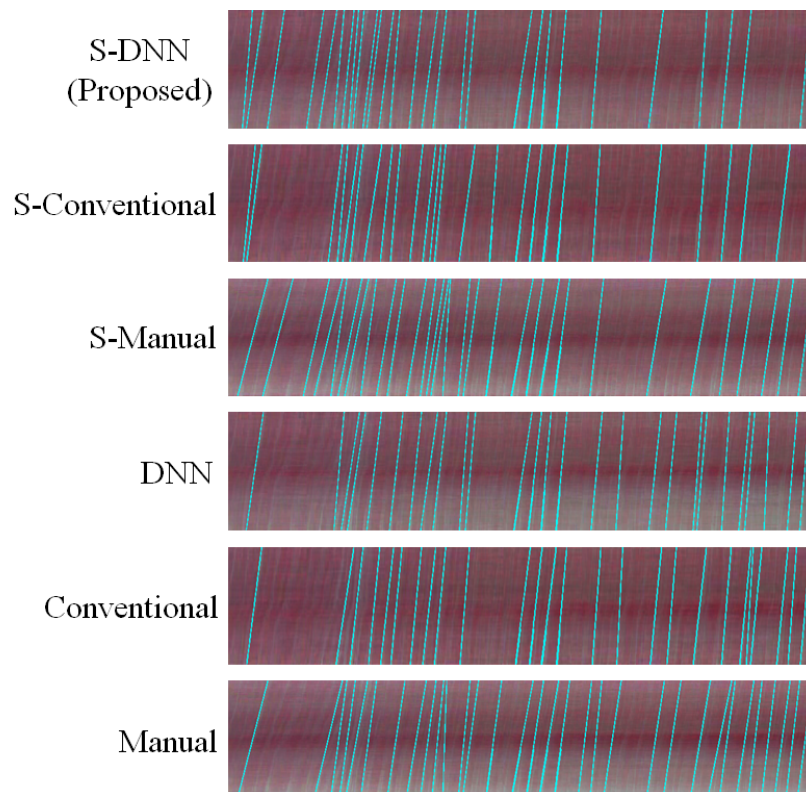 S-DNN
(Proposed)
S-Conventional
S-Manual
DNN
Conventional
Manual